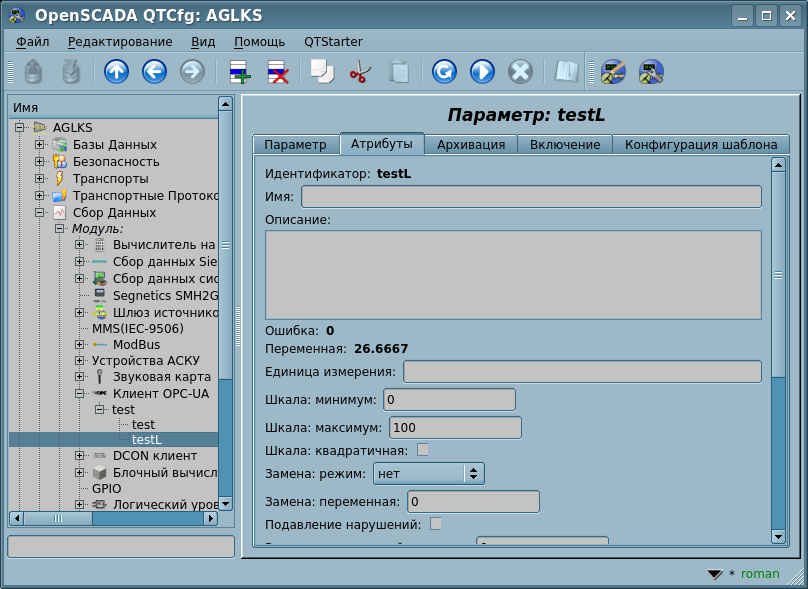 OpenSCADA QTCfg: AGLKS
Файл Редактирование Вид Помощь QTStarter
Имя
AGLKS
Базы Данных
Безопасность
Транспорты
Транспортные Протоко
Сбор Данных
Модуль:
Вычислитель на
Сбор данных Sie
Сбор данных сис
Segnetics SMH2G
Шлюз источнико
MMS(IEC-9506)
ModBus
Устройства АСКУ
Звуковая карта
Клиент OPC-UA
test
test
testL
DCON клиент
Блочный вычисл
GPIO
Логический уров
Параметр: testL
Параметр Атрибуты Архивация Включение Конфигурация шаблона
Идентификатор: testL
Имя:
Описание:
Ошибка: 0
Переменная: 26.6667
Единица измерения:
Шкала: минимум: 0
Шкала: максимум: 100
Шкала: квадратичная:
Замена: режим: нет
Замена: переменная: 0
Подавление нарушений:
* roman